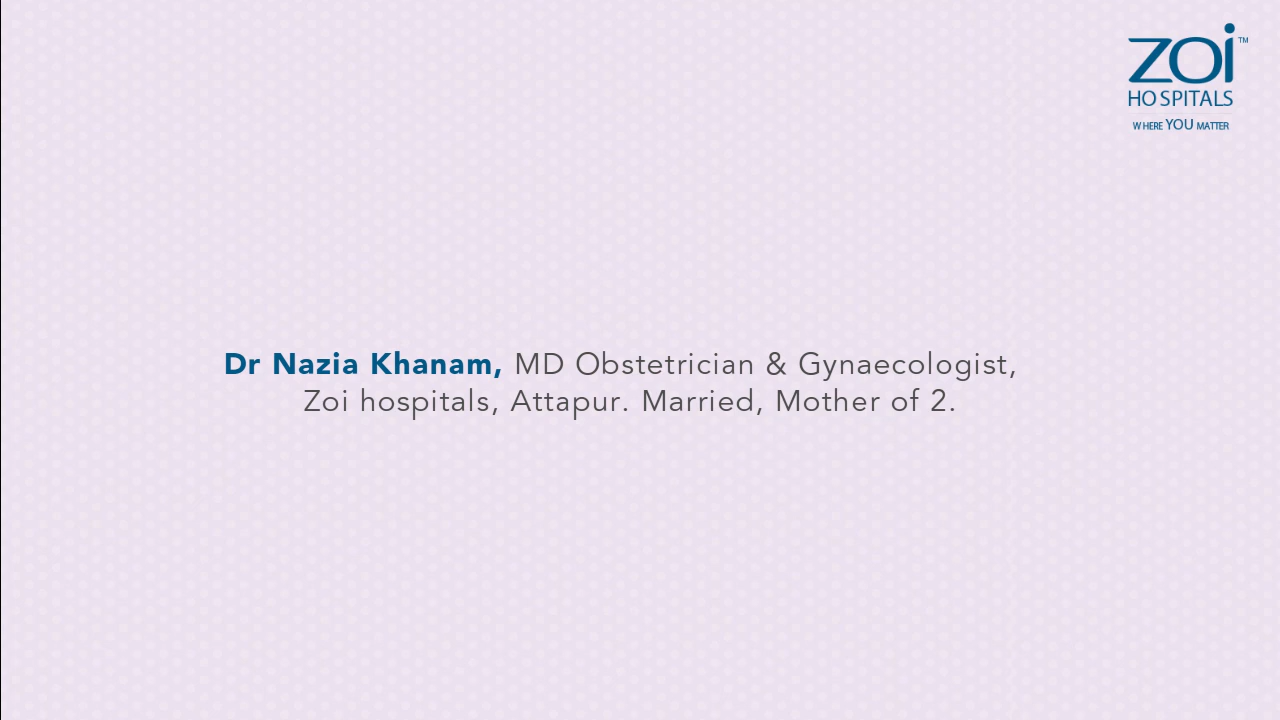 zoi™
HOSPITALS
WHERE YOU MATTER
Dr Nazia Khanam, MD Obstetrician & Gynaecologist,
Zoi hospitals, Attapur. Married, Mother of 2.